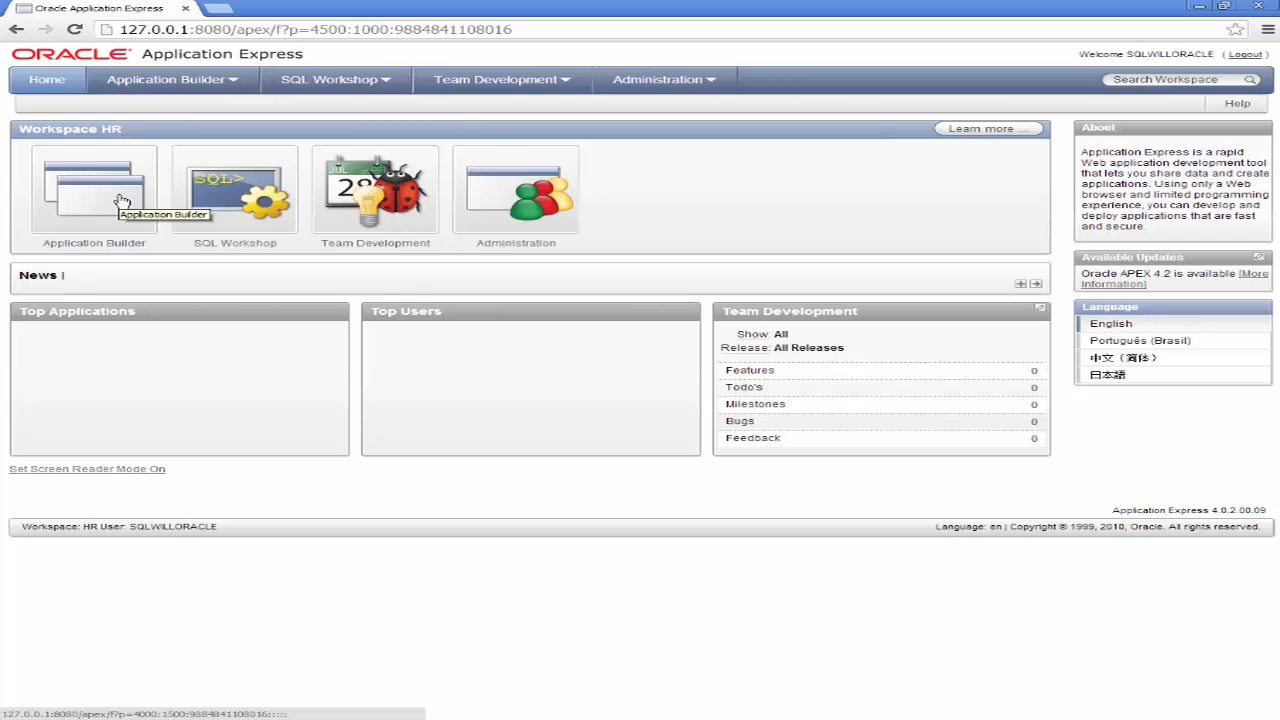 Oracle Application Express
127.0.0.1:8080/apex/f?p=4500:1000:9884841108016
ORACLE Application Express
Welcome SQLWILLORACLE ( Logout )
Home
Application Builder
SQL Workshop
Team Development
Administration
Search Workspace
Help
Workspace HR
Learn more ...
SQL>
JUL
28
Application Builder
Application Builder
SQL Workshop
Team Development
Administration
About
Application Express is a rapid
Web application development tool
that lets you share data and create
applications. Using only a Web
browser and limited programming
experience, you can develop and
deploy applications that are fast
and secure.
News
Available Updates
Oracle APEX 4.2 is available [More
Information]
Language
English
Português (Brasil)
中文 (简体)
日本語
Top Applications
Top Users
Team Development
Show: All
Release: All Releases
Features 0
Todo's 0
Milestones 0
Bugs 0
Feedback 0
Set Screen Reader Mode On
Application Express 4.0.2.00.09
Workspace: HR User: SQLWILLORACLE
Language: en | Copyright © 1999, 2010, Oracle. All rights reserved.
127.0.0.1:8080/apex/f?p=4000:1500:9884841108016:::::